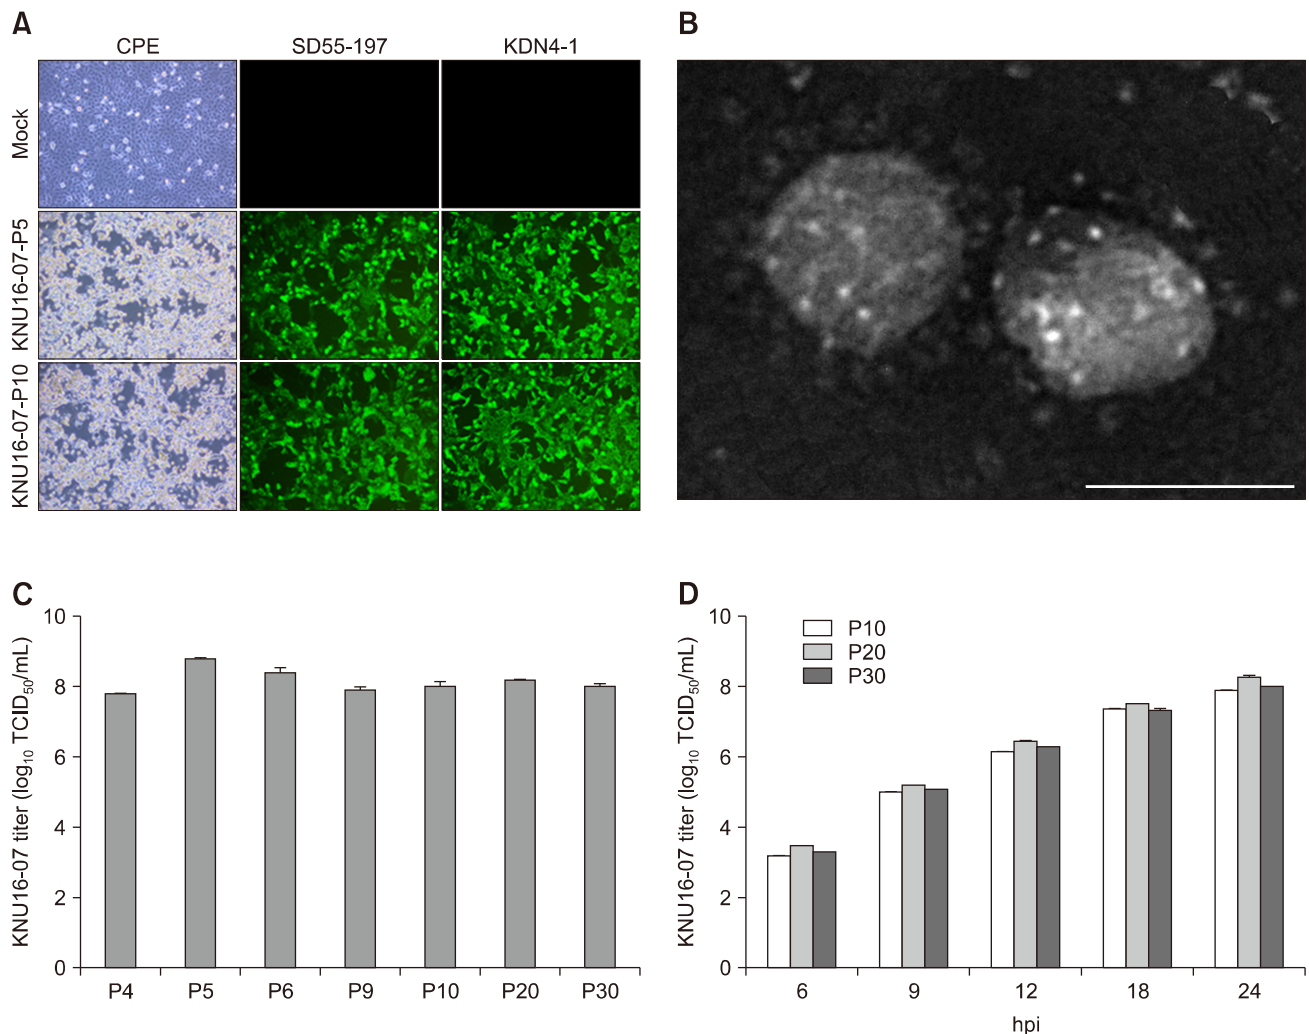 A
CPE
SD55-197
KDN4-1
Mock
KNU16-07-P5
KNU16-07-P10
B
C
KNU16-07 titer (log10 TCID50/mL)
10
8
6
4
2
0
P4
P5
P6
P9
P10
P20
P30
D
KNU16-07 titer (log10 TCID50/mL)
10
8
6
4
2
0
P10
P20
P30
6
9
12
18
24
hpi